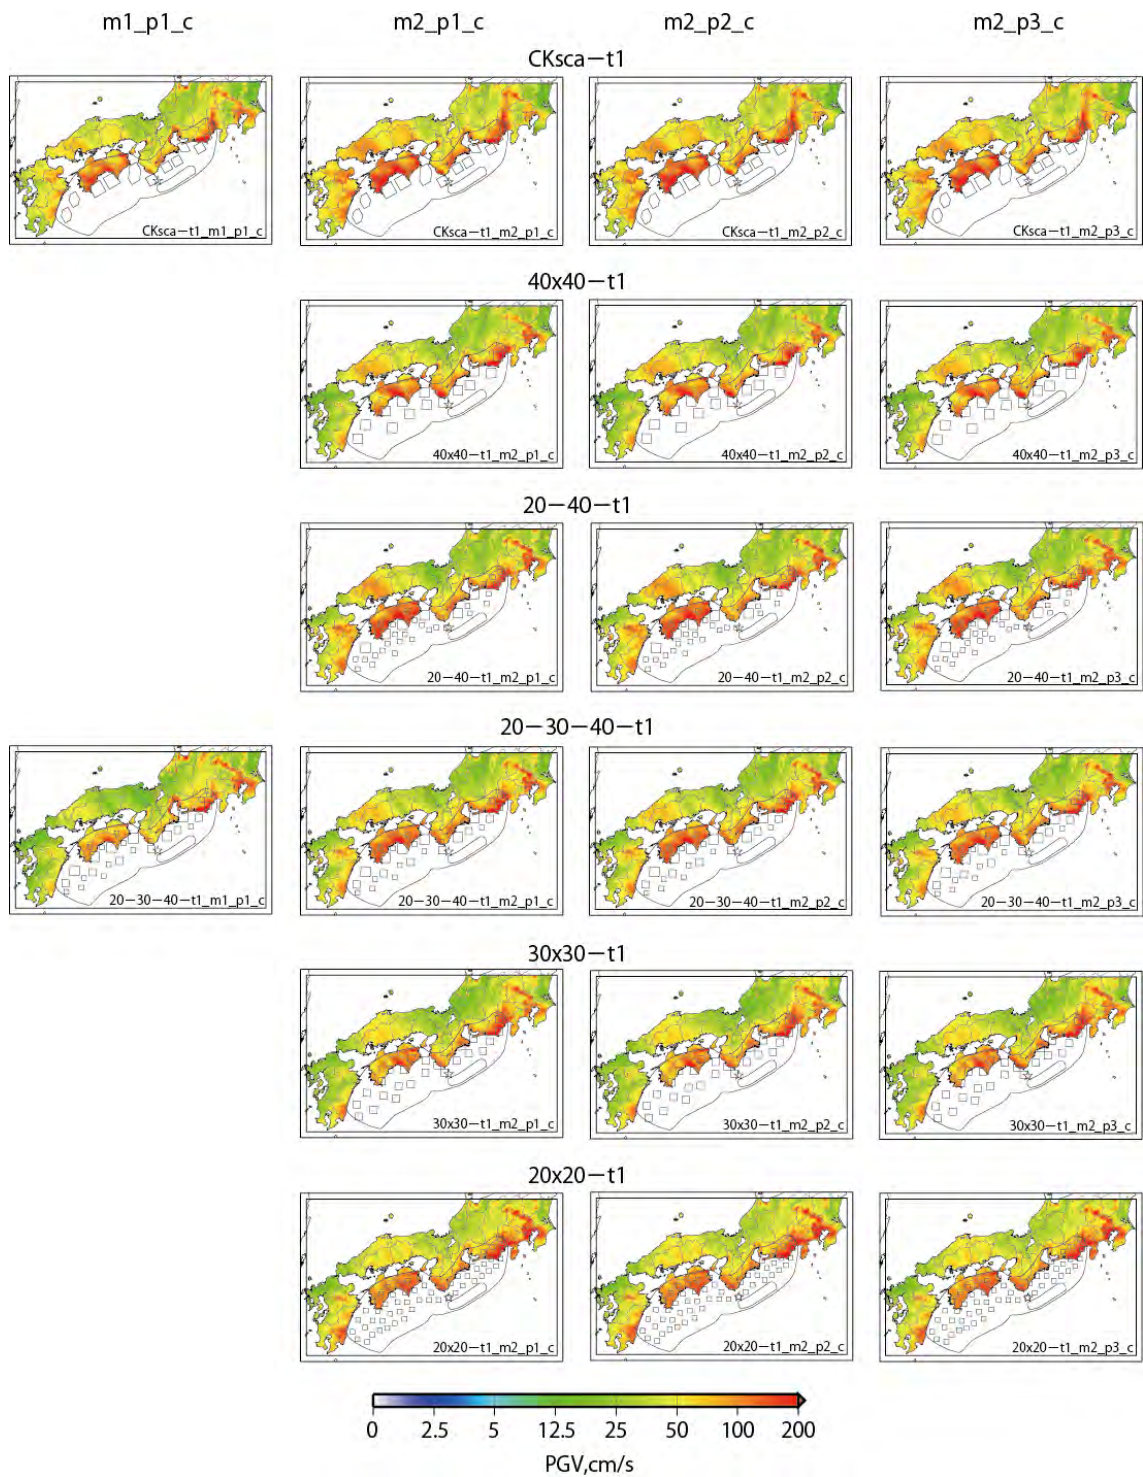 m1_p1_c m2_p1_c m2_p2_c m2_p3_c
CKsca−t1
CKsca−t1_m1_p1_c CKsca−t1_m2_p1_c CKsca−t1_m2_p2_c CKsca−t1_m2_p3_c
40x40−t1
40x40−t1_m2_p1_c 40x40−t1_m2_p2_c 40x40−t1_m2_p3_c
20−40−t1
20−40−t1_m2_p1_c 20−40−t1_m2_p2_c 20−40−t1_m2_p3_c
20−30−40−t1
20−30−40−t1_m1_p1_c 20−30−40−t1_m2_p1_c 20−30−40−t1_m2_p2_c 20−30−40−t1_m2_p3_c
30x30−t1
30x30−t1_m2_p1_c 30x30−t1_m2_p2_c 30x30−t1_m2_p3_c
20x20−t1
20x20−t1_m2_p1_c 20x20−t1_m2_p2_c 20x20−t1_m2_p3_c
0 2.5 5 12.5 25 50 100 200
PGV,cm/s